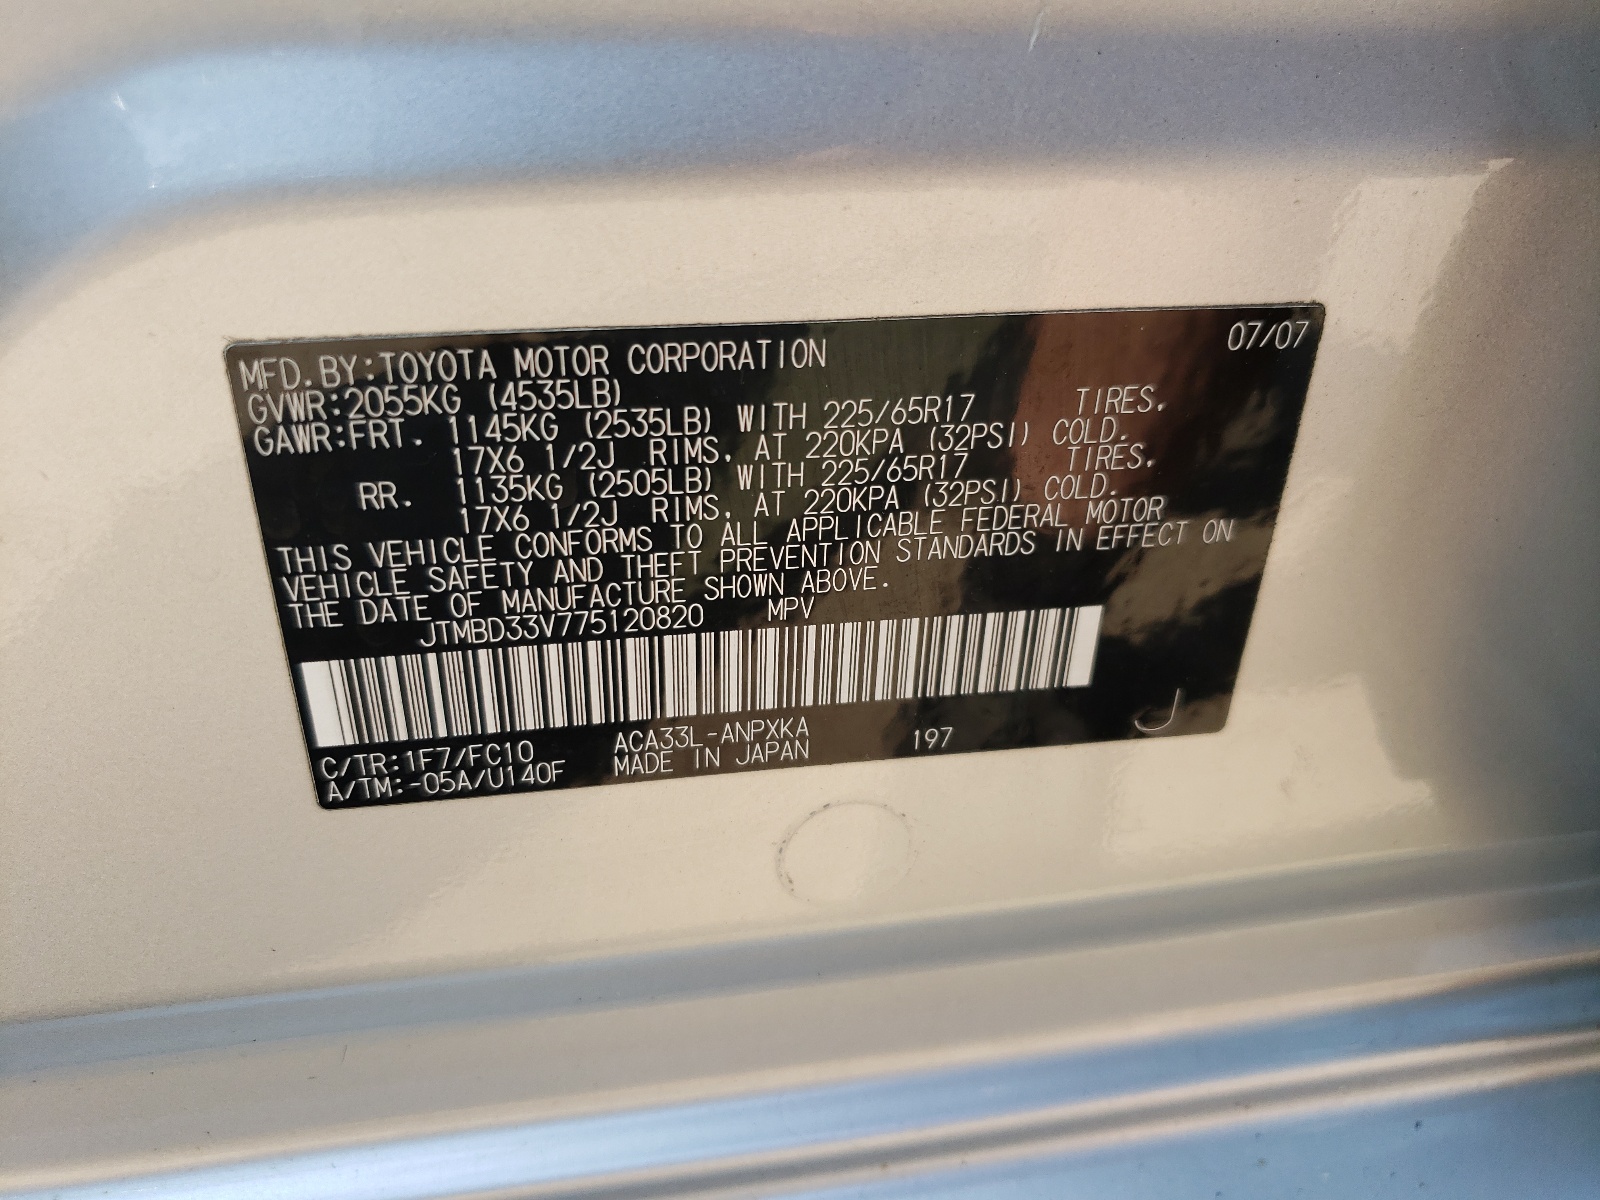 MFD. BY:TOYOTA MOTOR CORPORATION 07/07
GVWR:2055KG (4535LB)
GAWR:FRT. 1145KG (2535LB) WITH 225/65R17 TIRES,
17X6 1/2J RIMS, AT 220KPA (32PSI) COLD.
RR. 1135KG (2505LB) WITH 225/65R17 TIRES,
17X6 1/2J RIMS, AT 220KPA (32PSI) COLD.
THIS VEHICLE CONFORMS TO ALL APPLICABLE FEDERAL MOTOR
VEHICLE SAFETY AND THEFT PREVENTION STANDARDS IN EFFECT ON
THE DATE OF MANUFACTURE SHOWN ABOVE.
JTMBD33V775120820 MPV
C/TR:1F7/FC10 ACA33L-ANPXKA 197 J
A/TM:-05A/U140F MADE IN JAPAN